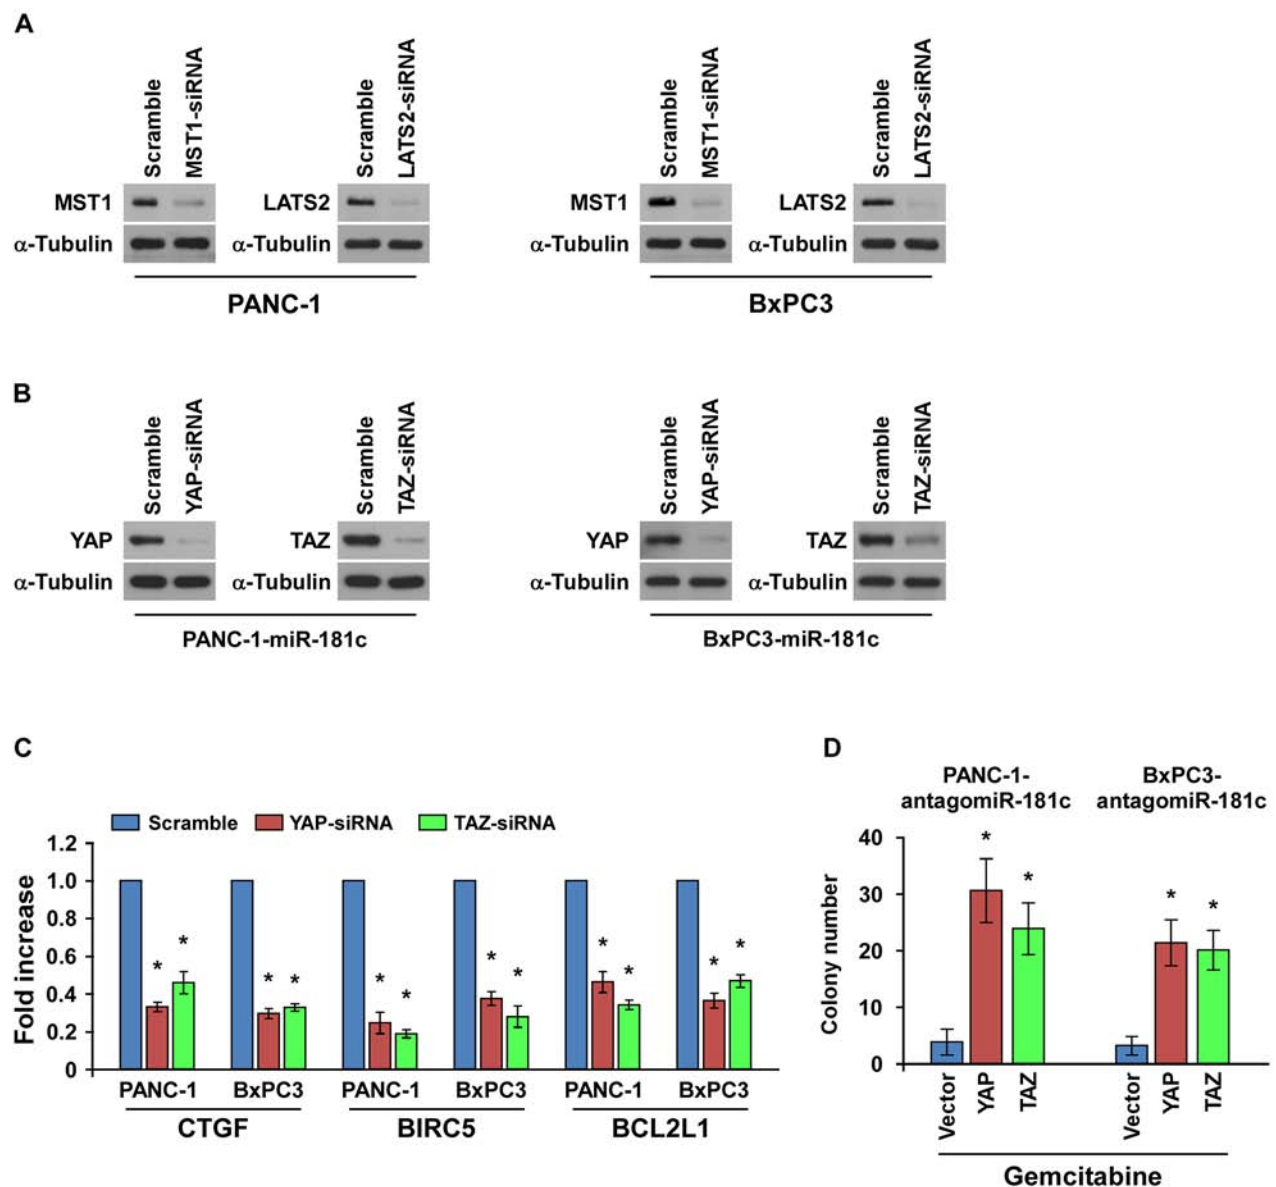 A
Scramble
MST1-siRNA
Scramble
LATS2-siRNA
Scramble
MST1-siRNA
Scramble
LATS2-siRNA
MST1
LATS2
MST1
LATS2
α-Tubulin
α-Tubulin
α-Tubulin
α-Tubulin
PANC-1
BxPC3
B
Scramble
YAP-siRNA
Scramble
TAZ-siRNA
Scramble
YAP-siRNA
Scramble
TAZ-siRNA
YAP
TAZ
YAP
TAZ
α-Tubulin
α-Tubulin
α-Tubulin
α-Tubulin
PANC-1-miR-181c
BxPC3-miR-181c
C
Scramble
YAP-siRNA
TAZ-siRNA
Fold increase
1.2
1.0
0.8
0.6
0.4
0.2
0
* * * * * * * * * * * *
PANC-1 BxPC3 PANC-1 BxPC3 PANC-1 BxPC3
CTGF BIRC5 BCL2L1
D
PANC-1-
antagomiR-181c
BxPC3-
antagomiR-181c
Colony number
40
30
20
10
0
* * * *
Vector
YAP
TAZ
Vector
YAP
TAZ
Gemcitabine